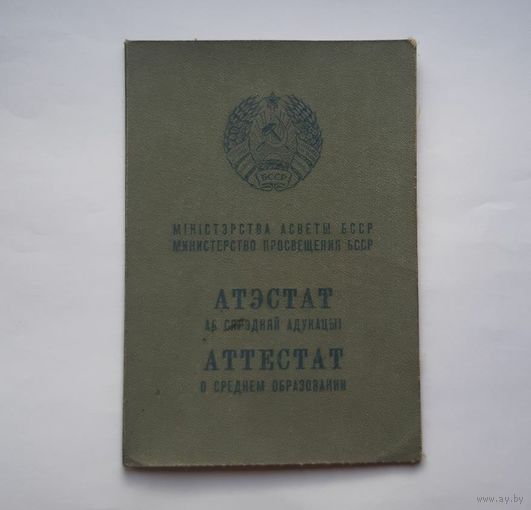 БССР
МІНІСТЭРСТВА АСВЕТЫ БССР
МИНИСТЕРСТВО ПРОСВЕЩЕНИЯ БССР
АТЭСТАТ
АБ СЯРЭДНЯЙ АДУКАЦЫІ
АТТЕСТАТ
О СРЕДНЕМ ОБРАЗОВАНИИ
www.ay.by